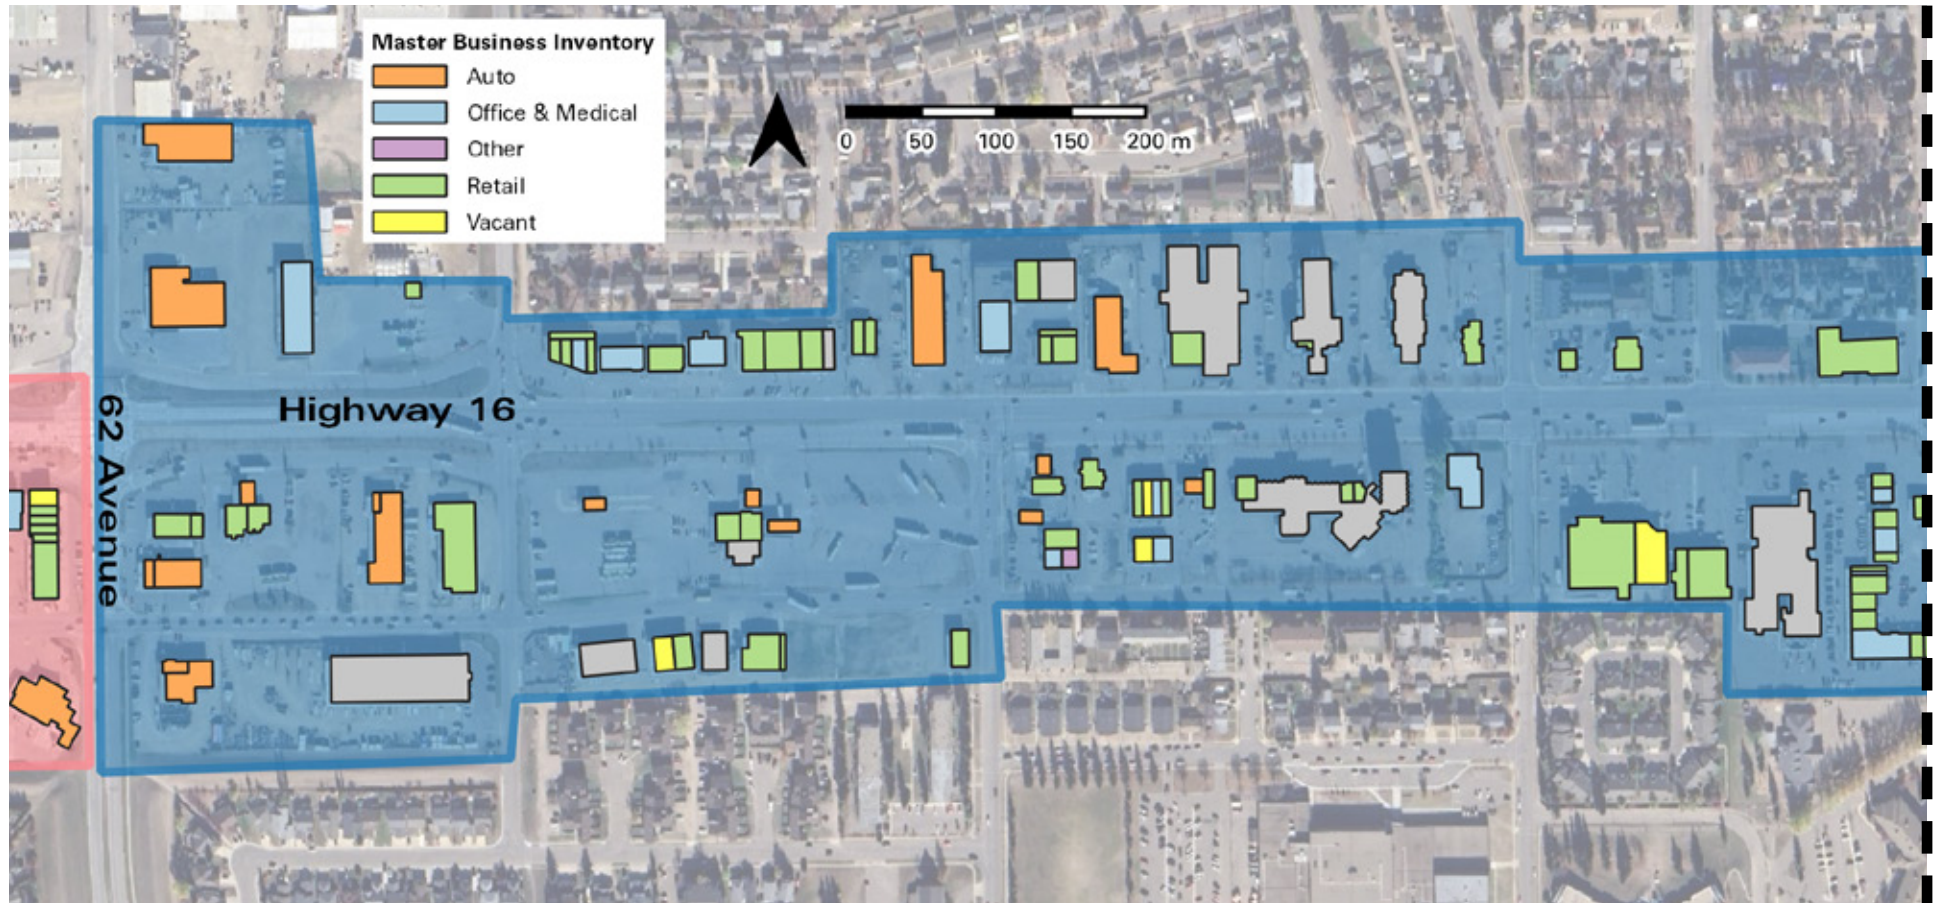 Master Business Inventory
Auto
Office & Medical
Other
Retail
Vacant
0 50 100 150 200 m
Highway 16
62 Avenue